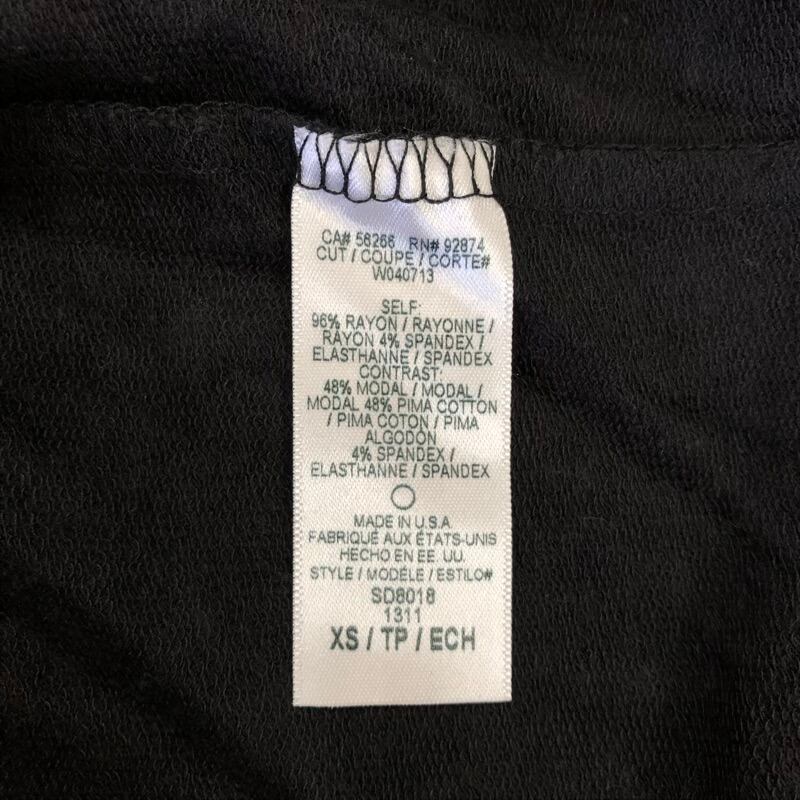 CA# 56266 RN# 92874
CUT / COUPE / CORTE#
W040713
SELF:
96% RAYON / RAYONNE /
RAYON 4% SPANDEX /
ELASTHANNE / SPANDEX
CONTRAST:
48% MODAL / MODAL /
MODAL 48% PIMA COTTON
/ PIMA COTON / PIMA
ALGODÓN
4% SPANDEX /
ELASTHANNE / SPANDEX
MADE IN U.S.A
FABRIQUÉ AUX ÉTATS-UNIS
HECHO EN EE. UU.
STYLE / MODÈLE / ESTILO#
SD8018
1311
XS / TP / ECH